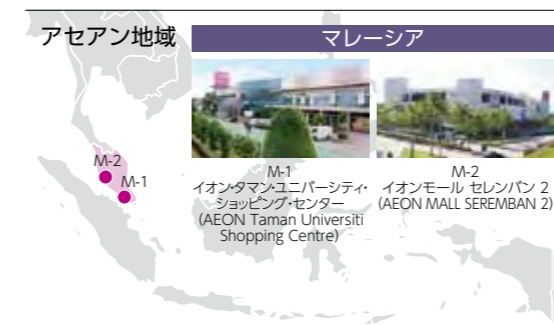 アセアン地域
マレーシア
M-2
M-1
M-1
イオン・タマン・ユニバーシティ・
ショッピング・センター
(AEON Taman Universiti
Shopping Centre)
M-2
イオンモール セレンバン 2
(AEON MALL SEREMBAN 2)